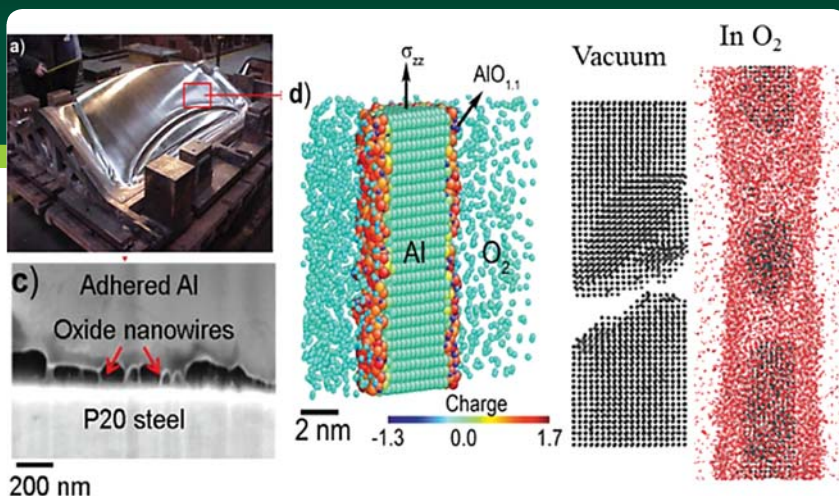 a)
c)
Adhered Al
Oxide nanowires
P20 steel
200 nm
d)
σzz
AlO1.1
Al
O2
2 nm
Charge
-1.3
0.0
1.7
Vacuum
In O2